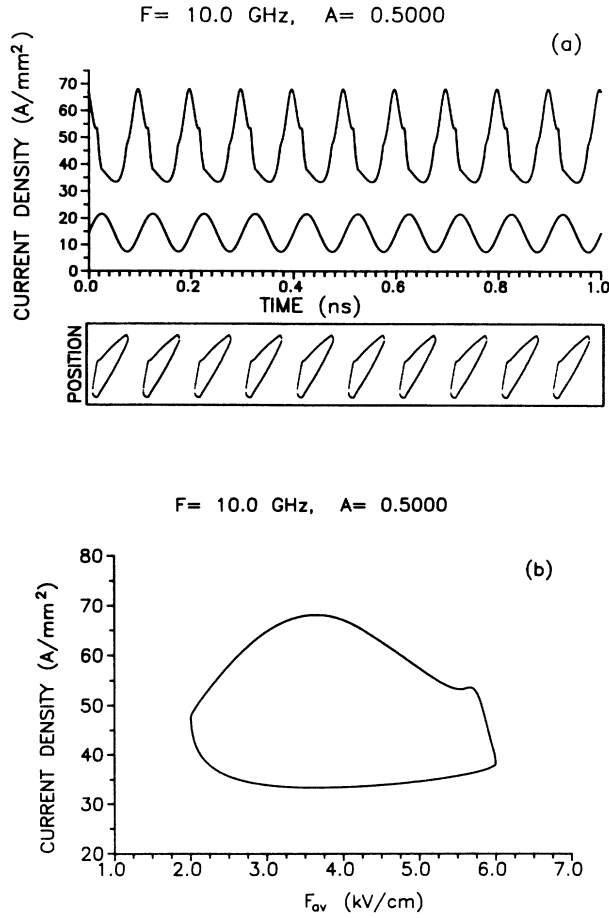 F= 10.0 GHz, A= 0.5000
(a)
CURRENT DENSITY (A/mm²)
70
60
50
40
30
20
10
0
0.0 0.2 0.4 0.6 0.8 1.0
TIME (ns)
POSITION
F= 10.0 GHz, A= 0.5000
(b)
CURRENT DENSITY (A/mm²)
80
70
60
50
40
30
20
1.0 2.0 3.0 4.0 5.0 6.0 7.0
Fav (kV/cm)